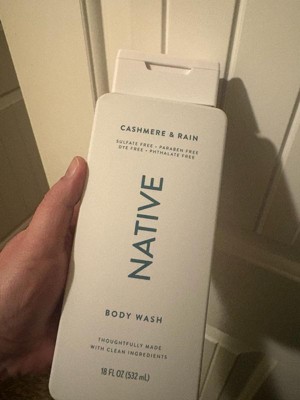 CASHMERE & RAIN
SULFATE FREE • PARABEN FREE
DYE FREE • PHTHALATE FREE
NATIVE
BODY WASH
THOUGHTFULLY MADE
WITH CLEAN INGREDIENTS
18 FL OZ (532 mL)